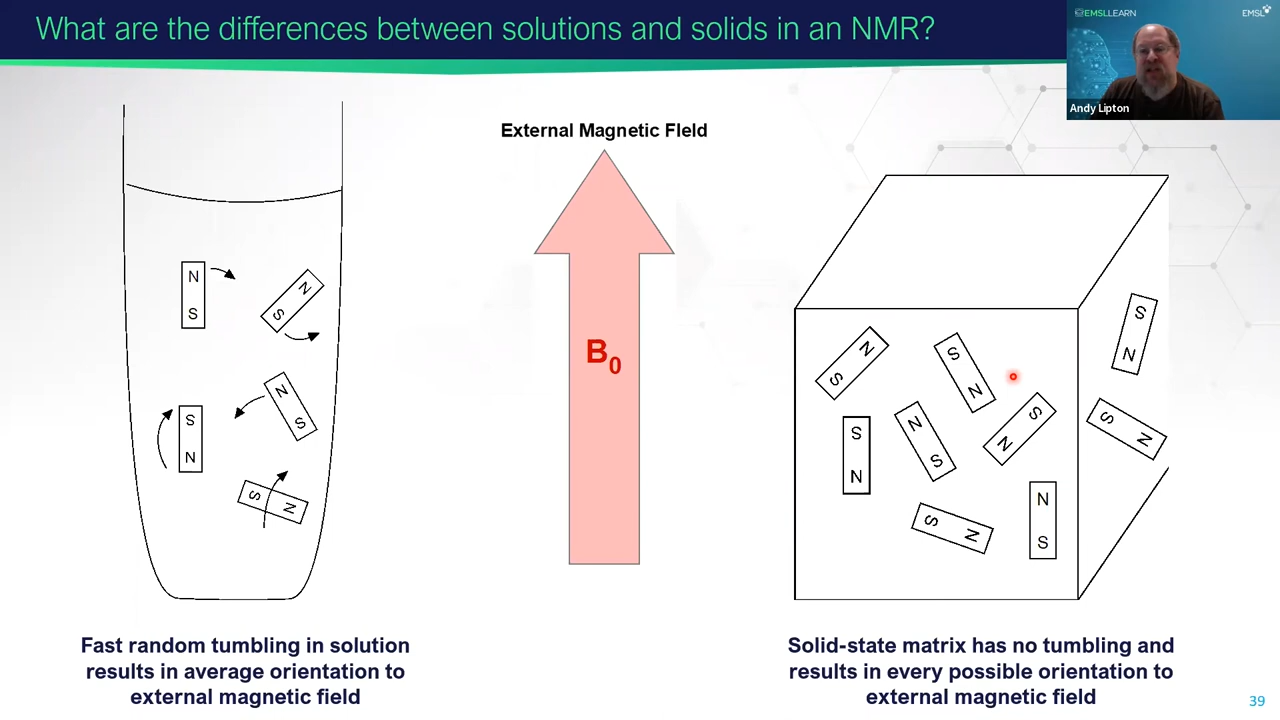 What are the differences between solutions and solids in an NMR?
EMSLLEARN
EMSL
Andy Lipton
External Magnetic FIeld
B0
N
S
N
S
N
S
S
N
S
N
N
S
S
N
S
N
N
S
S
N
S
N
N
S
S
N
S
N
S
N
Fast random tumbling in solution
results in average orientation to
external magnetic field
Solid-state matrix has no tumbling and
results in every possible orientation to
external magnetic field
39